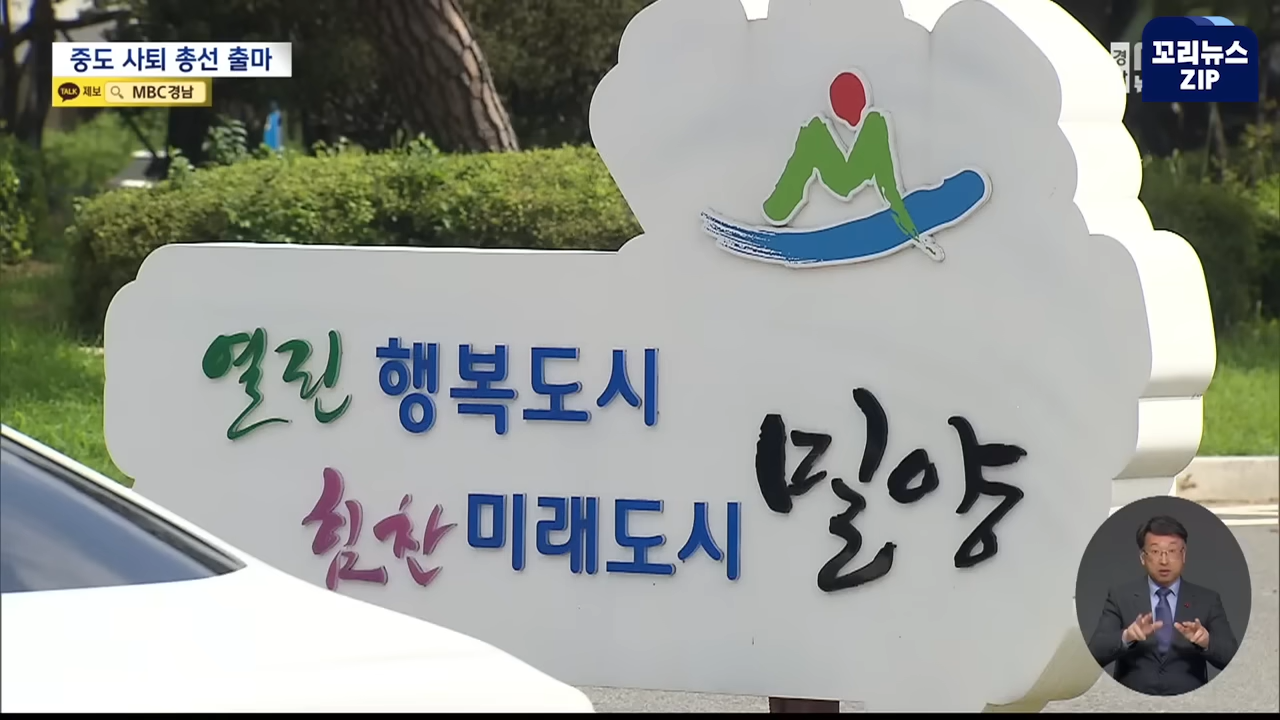 중도 사퇴 총선 출마
TALK 제보 MBC경남
꼬리뉴스
ZIP
열린 행복도시
힘찬 미래도시
밀양